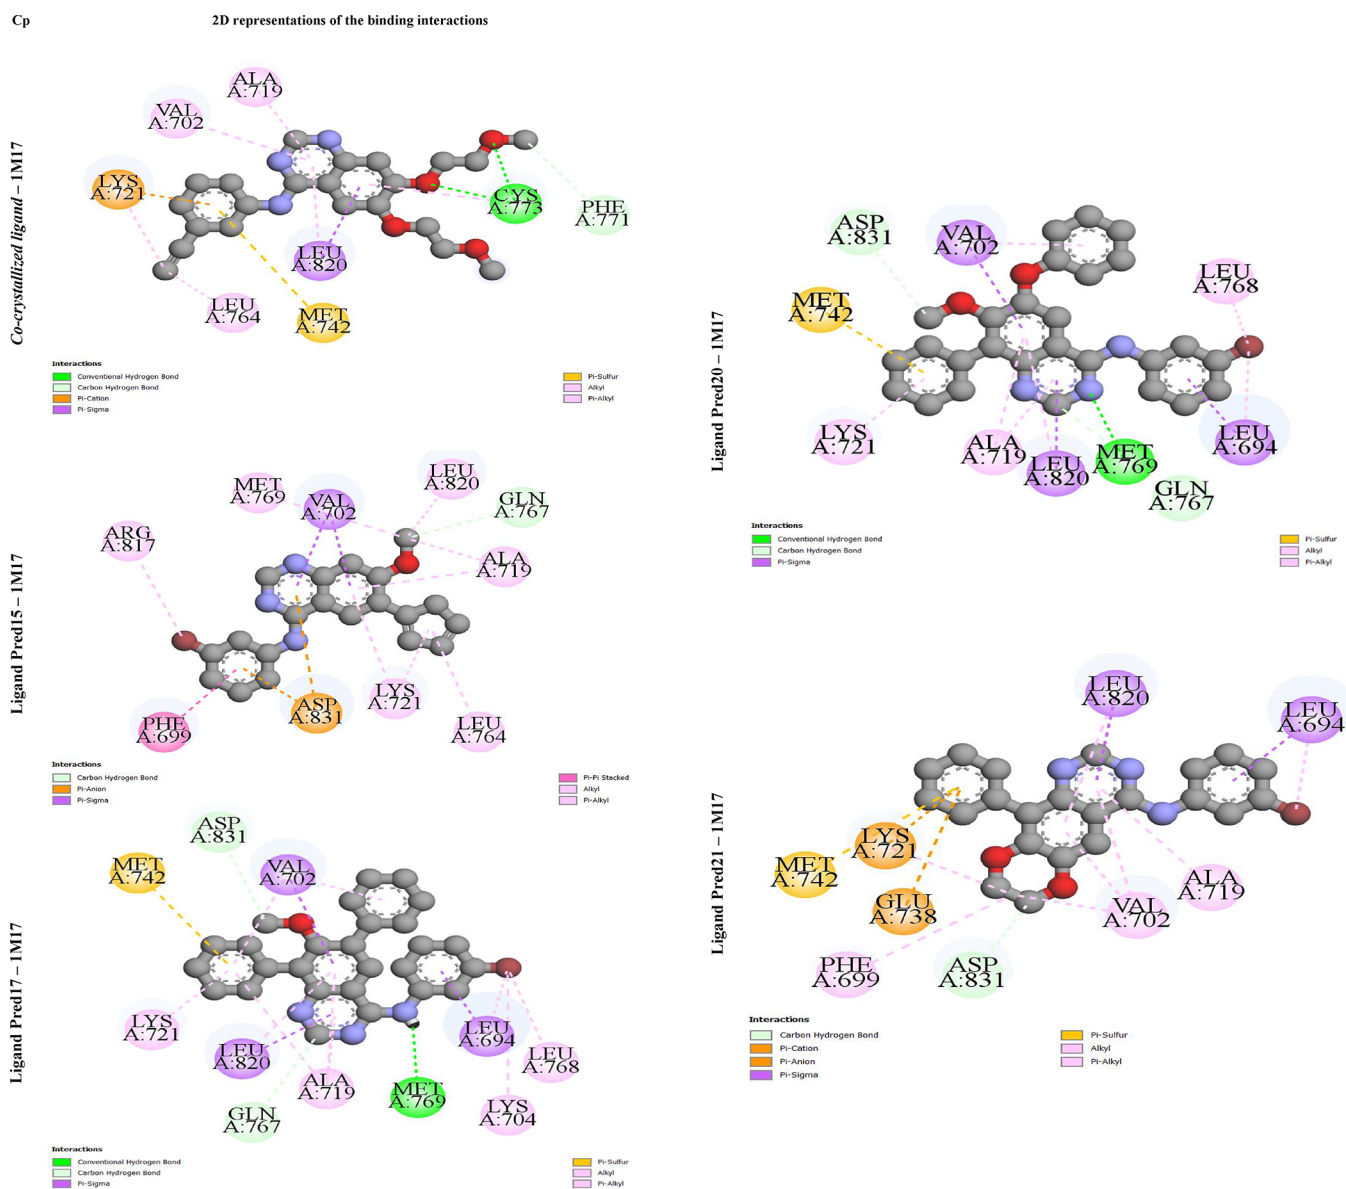 Cp
2D representations of the binding interactions
Co-crystallized ligand – 1M17
ALA
A:719
VAL
A:702
LYS
A:721
CYS
A:773
PHE
A:771
LEU
A:820
LEU
A:764
MET
A:742
Interactions
Conventional Hydrogen Bond
Carbon Hydrogen Bond
Pi-Cation
Pi-Sigma
Pi-Sulfur
Alkyl
Pi-Alkyl
Ligand Pred15 – 1M17
MET
A:769
VAL
A:702
LEU
A:820
GLN
A:767
ARG
A:817
ALA
A:719
PHE
A:699
ASP
A:831
LYS
A:721
LEU
A:764
Interactions
Carbon Hydrogen Bond
Pi-Anion
Pi-Sigma
Pi-Pi Stacked
Alkyl
Pi-Alkyl
Ligand Pred17 – 1M17
ASP
A:831
MET
A:742
VAL
A:702
LYS
A:721
LEU
A:820
GLN
A:767
ALA
A:719
MET
A:769
LEU
A:694
LEU
A:768
LYS
A:704
Interactions
Conventional Hydrogen Bond
Carbon Hydrogen Bond
Pi-Sigma
Pi-Sulfur
Alkyl
Pi-Alkyl
Ligand Pred20 – 1M17
ASP
A:831
VAL
A:702
LEU
A:768
MET
A:742
LYS
A:721
ALA
A:719
LEU
A:820
MET
A:769
GLN
A:767
LEU
A:694
Interactions
Conventional Hydrogen Bond
Carbon Hydrogen Bond
Pi-Sigma
Pi-Sulfur
Alkyl
Pi-Alkyl
Ligand Pred21 – 1M17
LEU
A:820
LEU
A:694
LYS
A:721
MET
A:742
GLU
A:738
ALA
A:719
VAL
A:702
PHE
A:699
ASP
A:831
Interactions
Carbon Hydrogen Bond
Pi-Cation
Pi-Anion
Pi-Sigma
Pi-Sulfur
Alkyl
Pi-Alkyl